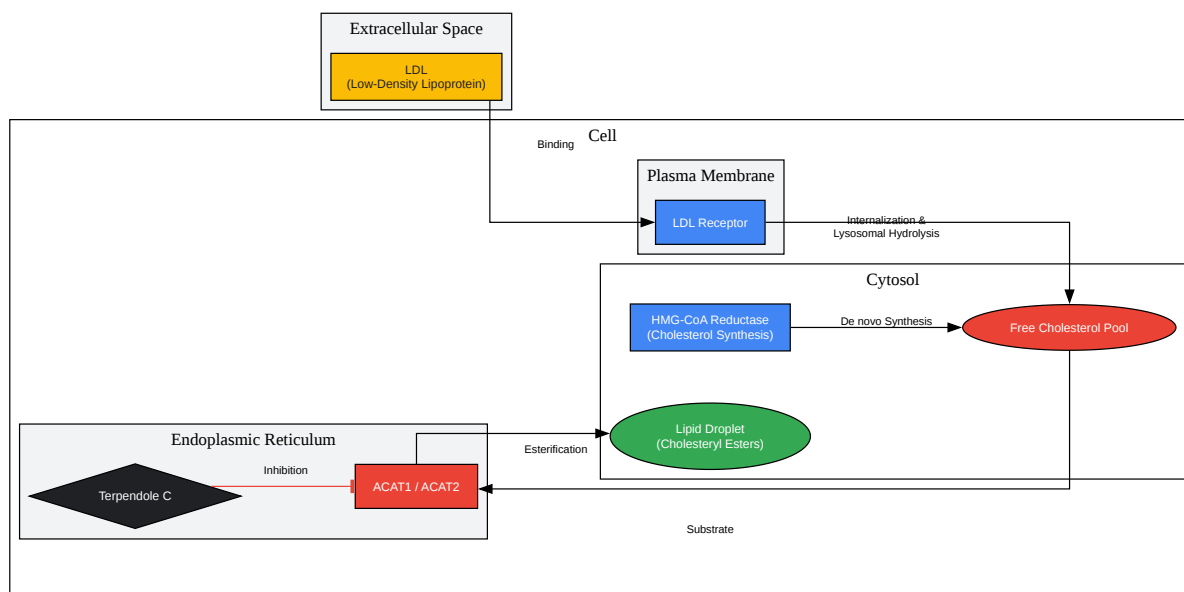 Extracellular Space
LDL
(Low-Density Lipoprotein)
Cell
Binding
Plasma Membrane
LDL Receptor
Internalization &
Lysosomal Hydrolysis
Cytosol
HMG-CoA Reductase
(Cholesterol Synthesis)
De novo Synthesis
Free Cholesterol Pool
Lipid Droplet
(Cholesteryl Esters)
Endoplasmic Reticulum
Esterification
Inhibition
Terpendole C
ACAT1 / ACAT2
Substrate